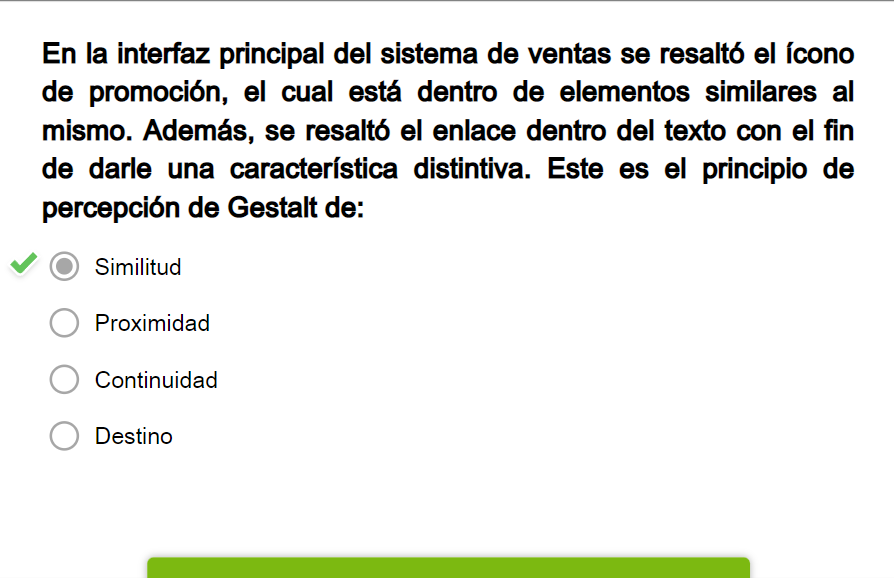 En la interfaz principal del sistema de ventas se resaltó el ícono
de promoción, el cual está dentro de elementos similares al
mismo. Además, se resaltó el enlace dentro del texto con el fin
de darle una característica distintiva. Este es el principio de
percepción de Gestalt de:
Similitud
Proximidad
Continuidad
Destino